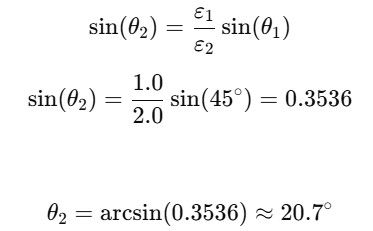 sin(θ₂) = ε₁/ε₂ sin(θ₁)
sin(θ₂) = 1.0/2.0 sin(45°) = 0.3536
θ₂ = arcsin(0.3536) ≈ 20.7°